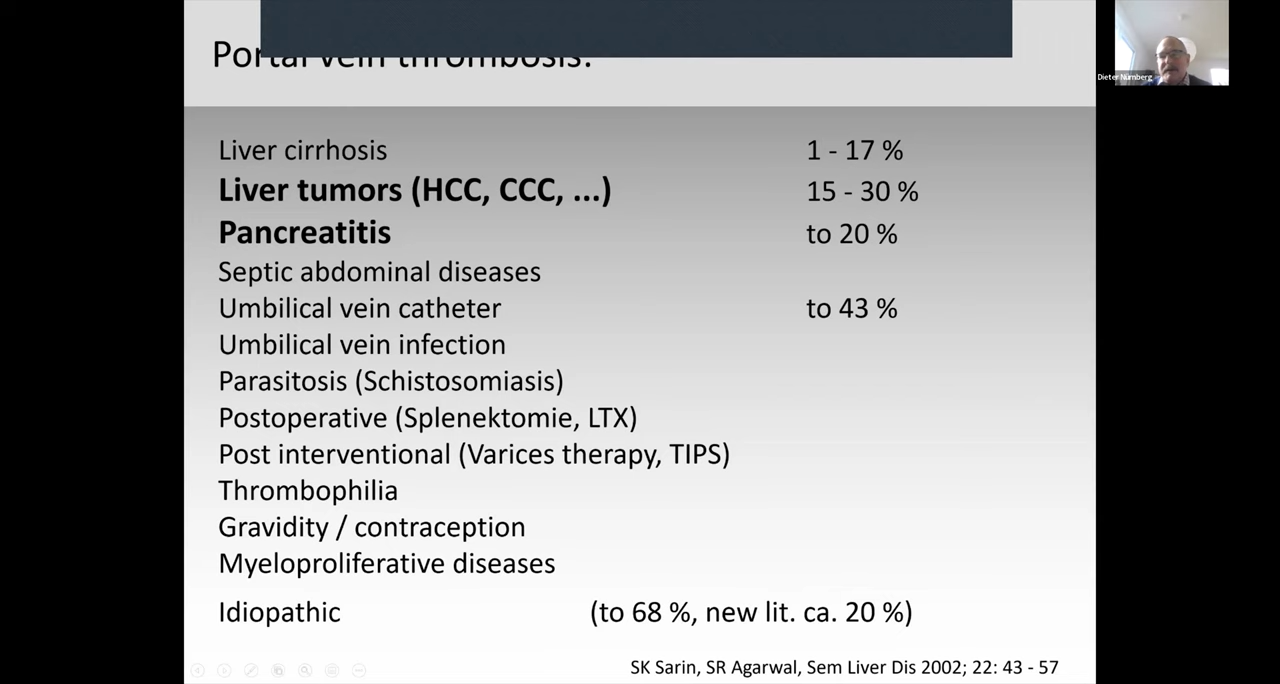 Portal vein thrombosis:
Dieter Nürnberg
Liver cirrhosis 1 - 17 %
Liver tumors (HCC, CCC, ...) 15 - 30 %
Pancreatitis to 20 %
Septic abdominal diseases
Umbilical vein catheter to 43 %
Umbilical vein infection
Parasitosis (Schistosomiasis)
Postoperative (Splenektomie, LTX)
Post interventional (Varices therapy, TIPS)
Thrombophilia
Gravidity / contraception
Myeloproliferative diseases
Idiopathic (to 68 %, new lit. ca. 20 %)
SK Sarin, SR Agarwal, Sem Liver Dis 2002; 22: 43 - 57